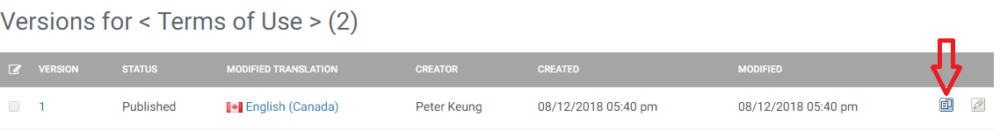 Versions for < Terms of Use > (2)
VERSION STATUS MODIFIED TRANSLATION CREATOR CREATED MODIFIED
1 Published English (Canada) Peter Keung 08/12/2018 05:40 pm 08/12/2018 05:40 pm